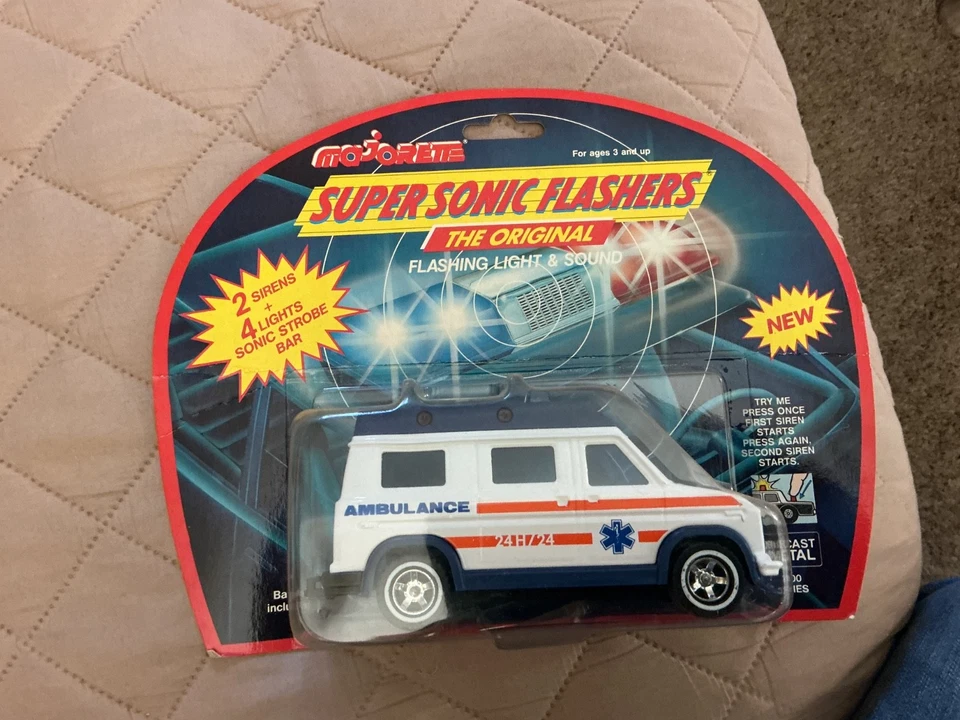 majorette
For ages 3 and up
SUPER SONIC FLASHERS
THE ORIGINAL
FLASHING LIGHT & SOUND
2 SIRENS
+
4 LIGHTS
SONIC STROBE
BAR
NEW
TRY ME
PRESS ONCE
FIRST SIREN
STARTS
PRESS AGAIN,
SECOND SIREN
STARTS.
AMBULANCE
24H/24
CAST